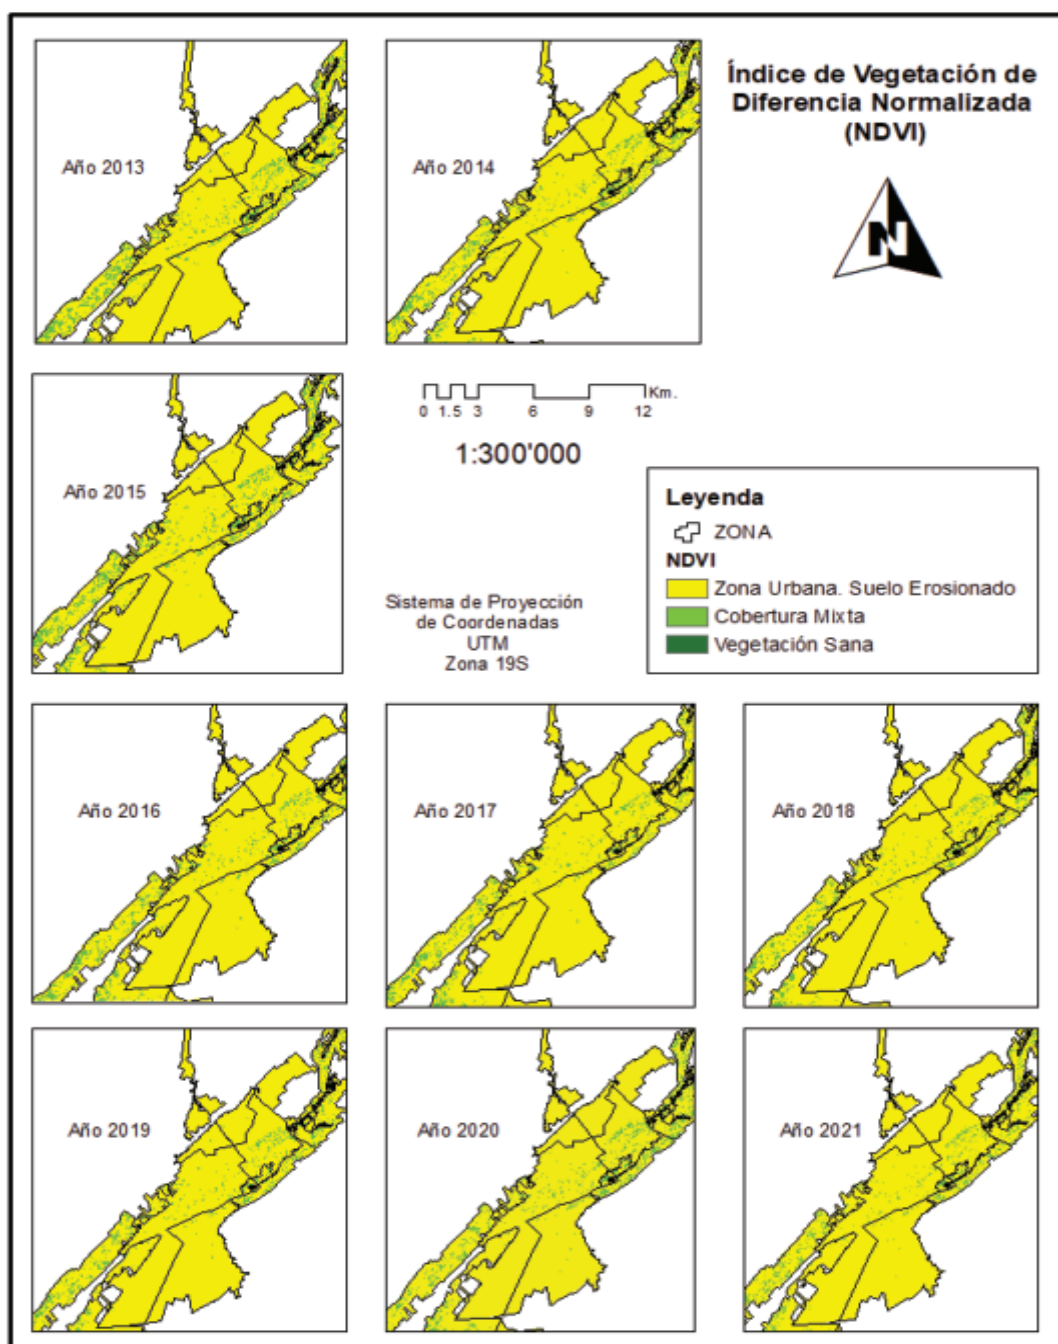 Índice de Vegetación de
Diferencia Normalizada
(NDVI)
N
Año 2013
Año 2014
Año 2015
0 1.5 3 6 9 12 Km.
1:300'000
Sistema de Proyección
de Coordenadas
UTM
Zona 19S
Leyenda
ZONA
NDVI
Zona Urbana. Suelo Erosionado
Cobertura Mixta
Vegetación Sana
Año 2016
Año 2017
Año 2018
Año 2019
Año 2020
Año 2021